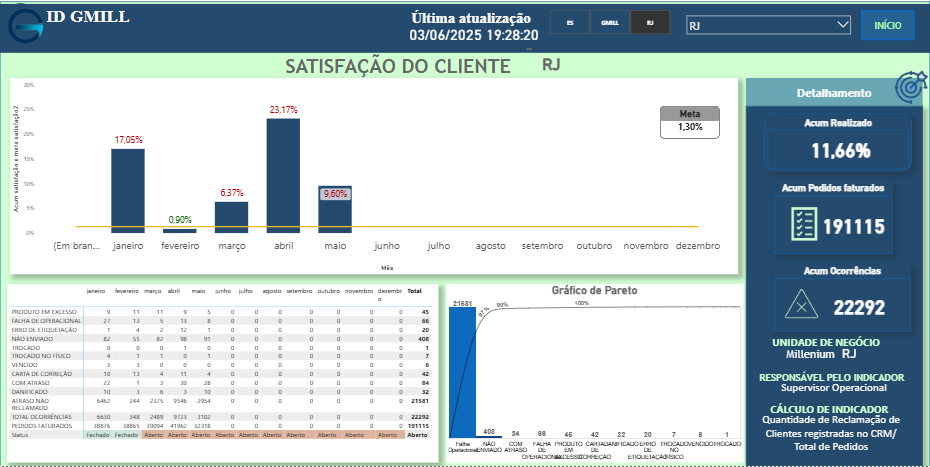 ID GMILL
Última atualização
03/06/2025 19:28:20
ES GMILL RJ
RJ
INÍCIO
SATISFAÇÃO DO CLIENTE RJ
Acum satisfação e meta satisfação2
30%
25%
20%
15%
10%
5%
0%
17,05%
0,90%
6,37%
23,17%
9,60%
(Em bran... janeiro fevereiro março abril maio junho julho agosto setembro outubro novembro dezembro
Mês
Meta
1,30%
Detalhamento
Acum Realizado
11,66%
Acum Pedidos faturados
191115
Acum Ocorrências
22292
UNIDADE DE NEGÓCIO
Millenium RJ
RESPONSÁVEL PELO INDICADOR
Supervisor Operacional
CÁLCULO DE INDICADOR
Quantidade de Reclamação de
Clientes registradas no CRM/
Total de Pedidos
janeiro fevereiro março abril maio junho julho agosto setembro outubro novembro dezembr Total
o
PRODUTO EM EXCESSO 9 11 11 9 5 0 0 0 0 0 0 0 45
FALHA DE OPERACIONAL 27 13 5 13 8 0 0 0 0 0 0 0 66
ERRO DE ETIQUETAÇÃO 1 4 2 12 1 0 0 0 0 0 0 0 20
NÃO ENVIADO 82 55 82 98 91 0 0 0 0 0 0 0 408
TROCADO 0 0 0 1 0 0 0 0 0 0 0 0 1
TROCADO NO FÍSICO 4 1 1 0 1 0 0 0 0 0 0 0 7
VENCIDO 3 3 0 0 0 0 0 0 0 0 0 0 6
CARTA DE CORREÇÃO 10 13 4 11 4 0 0 0 0 0 0 0 42
COM ATRASO 22 1 3 30 28 0 0 0 0 0 0 0 84
DANIFICADO 10 3 6 3 10 0 0 0 0 0 0 0 32
ATRASO NÃO 6462 244 2375 9546 2954 0 0 0 0 0 0 0 21581
RECLAMADO
TOTAL OCORRÊNCIAS 6630 348 2489 9723 3102 0 0 0 0 0 0 0 22292
PEDIDOS FATURADOS 38876 38865 39094 41962 32318 0 0 0 0 0 0 0 191115
Status Fechado Fechado Aberto Aberto Aberto Aberto Aberto Aberto Aberto Aberto Aberto Aberto Aberto
Gráfico de Pareto
21581
97%
99%
100%
408 84 66 45 42 32 20 7 6 1
Falha NÃO COM FALHA PRODUTO CARTA DANIFICADO ERRO TROCADO VENCIDO TROCADO
Operacional ENVIADO ATRASO DE EM DE DE NO
OPERACIONAL EXCESSO CORREÇÃO ETIQUETAÇÃO FÍSICO